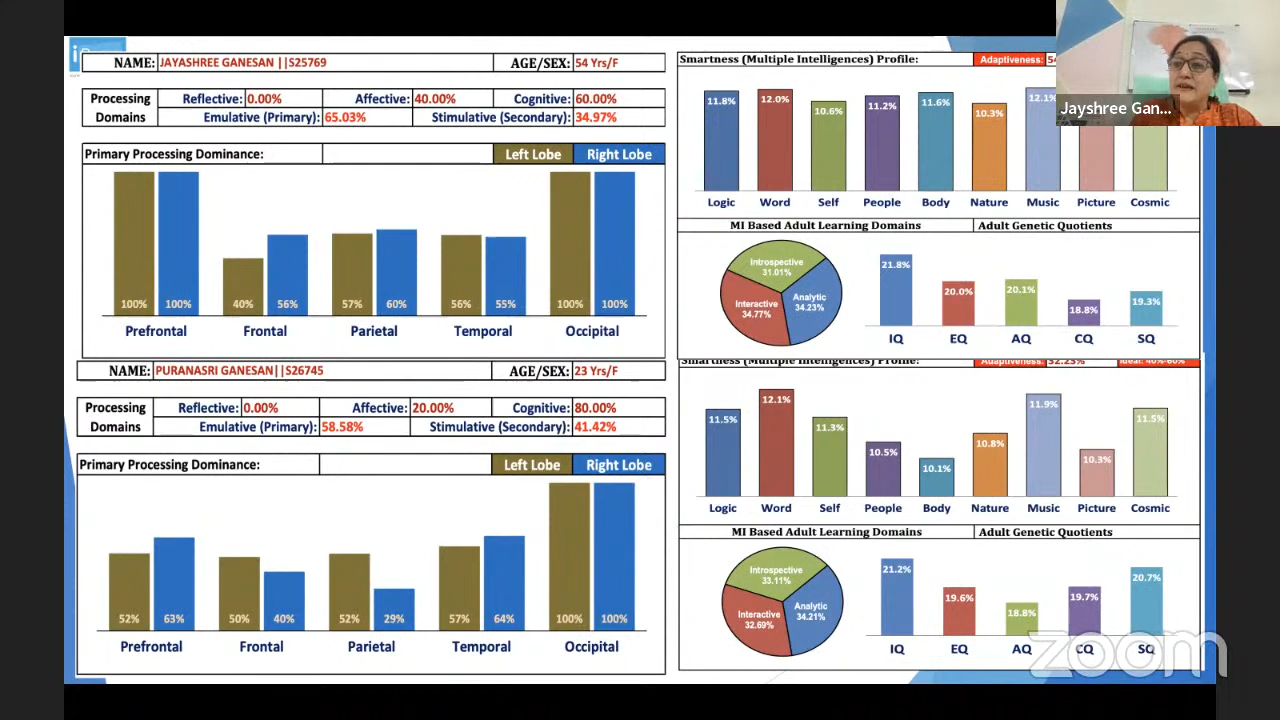 NAME: JAYASHREE GANESAN ||S25769 AGE/SEX: 54 Yrs/F
Processing Domains
Reflective: 0.00% Affective: 40.00% Cognitive: 60.00%
Emulative (Primary): 65.03% Stimulative (Secondary): 34.97%
Primary Processing Dominance: Left Lobe Right Lobe
100% 100% 40% 56% 57% 60% 56% 55% 100% 100%
Prefrontal Frontal Parietal Temporal Occipital
Smartness (Multiple Intelligences) Profile: Adaptiveness:
11.8% 12.0% 10.6% 11.2% 11.6% 10.3% 12.1%
Logic Word Self People Body Nature Music Picture Cosmic
MI Based Adult Learning Domains Adult Genetic Quotients
Introspective
31.01%
Interactive
34.77%
Analytic
34.23%
21.8% 20.0% 20.1% 18.8% 19.3%
IQ EQ AQ CQ SQ
Jayshree Gan...
NAME: PURANASRI GANESAN||S26745 AGE/SEX: 23 Yrs/F
Processing Domains
Reflective: 0.00% Affective: 20.00% Cognitive: 80.00%
Emulative (Primary): 58.58% Stimulative (Secondary): 41.42%
Primary Processing Dominance: Left Lobe Right Lobe
52% 63% 50% 40% 52% 29% 57% 64% 100% 100%
Prefrontal Frontal Parietal Temporal Occipital
Smartness (Multiple Intelligences) Profile: Adaptiveness: 52.23% Ideal: 40%-60%
11.5% 12.1% 11.3% 10.5% 10.1% 10.8% 11.9% 10.3% 11.5%
Logic Word Self People Body Nature Music Picture Cosmic
MI Based Adult Learning Domains Adult Genetic Quotients
Introspective
33.11%
Interactive
32.69%
Analytic
34.21%
21.2% 19.6% 18.8% 19.7% 20.7%
IQ EQ AQ CQ SQ
zoom